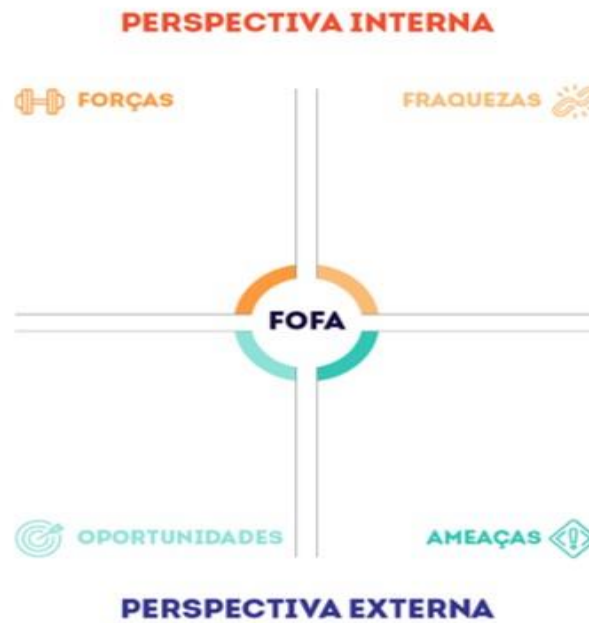 PERSPECTIVA INTERNA
FORÇAS
FRAQUEZAS
FOFA
OPORTUNIDADES
AMEAÇAS
PERSPECTIVA EXTERNA